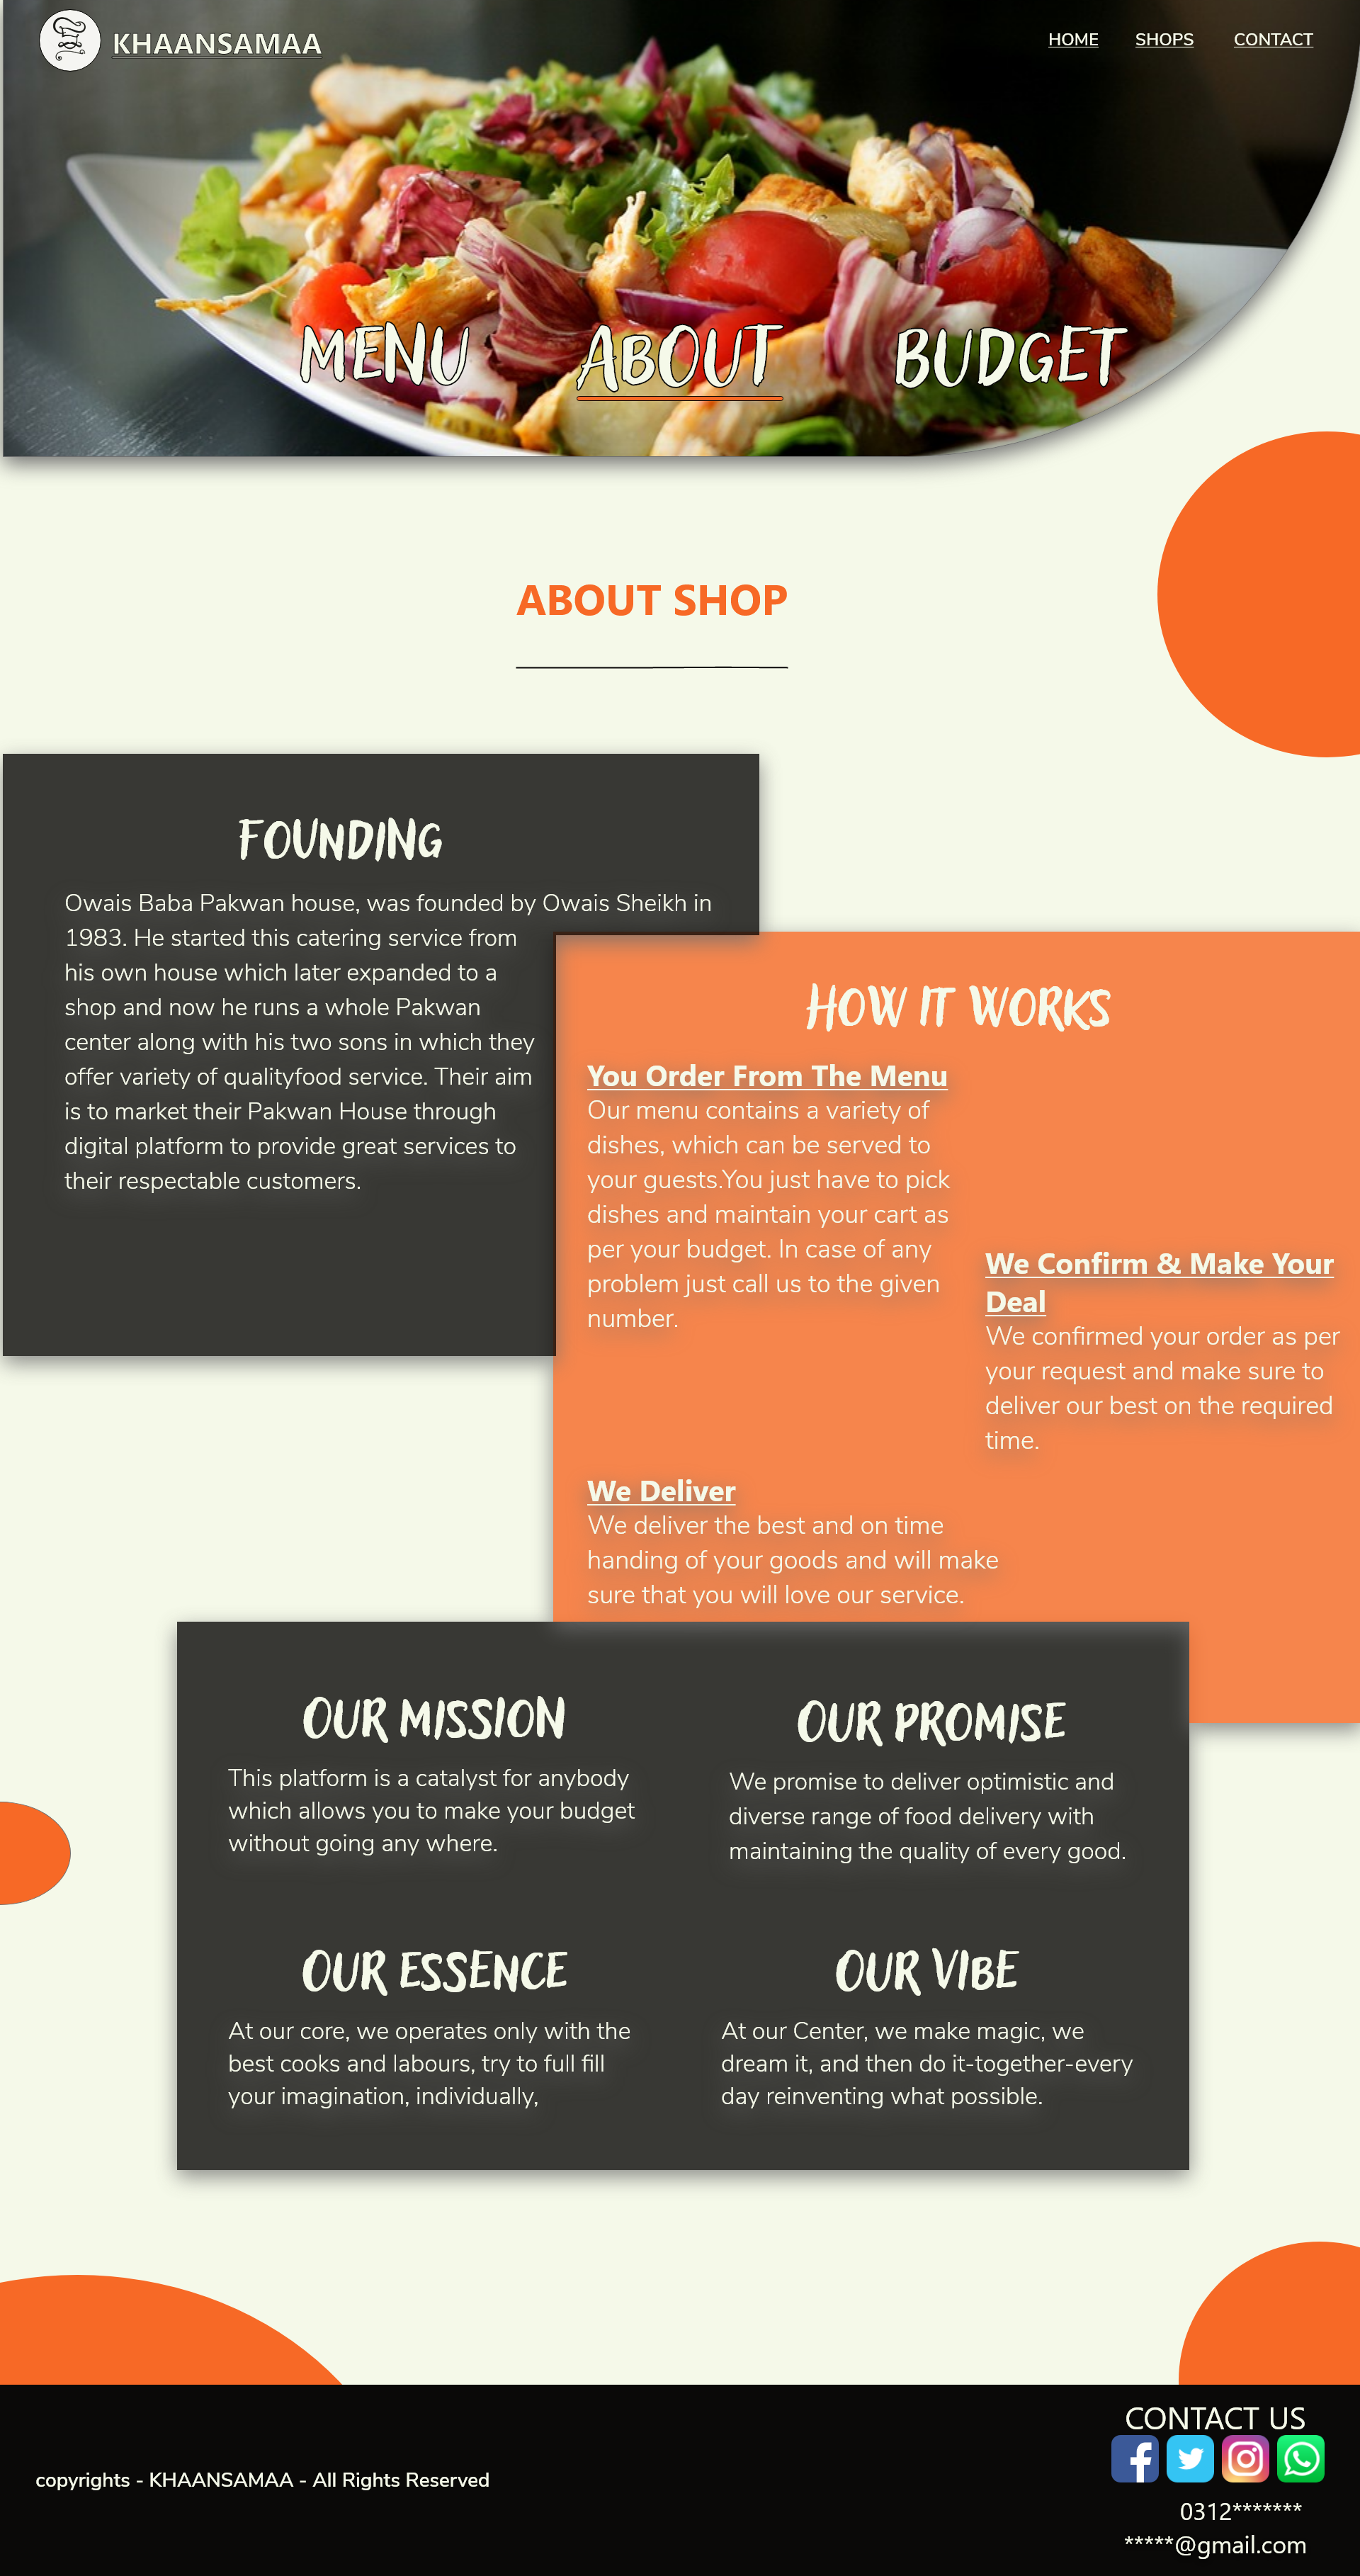 KHAANSAMAA
HOME SHOPS CONTACT
MENU ABOUT BUDGET
ABOUT SHOP
FOUNDING
Owais Baba Pakwan house, was founded by Owais Sheikh in
1983. He started this catering service from
his own house which later expanded to a
shop and now he runs a whole Pakwan
center along with his two sons in which they
offer variety of qualityfood service. Their aim
is to market their Pakwan House through
digital platform to provide great services to
their respectable customers.
HOW IT WORKS
You Order From The Menu
Our menu contains a variety of
dishes, which can be served to
your guests.You just have to pick
dishes and maintain your cart as
per your budget. In case of any
problem just call us to the given
number.
We Confirm & Make Your
Deal
We confirmed your order as per
your request and make sure to
deliver our best on the required
time.
We Deliver
We deliver the best and on time
handing of your goods and will make
sure that you will love our service.
OUR MISSION
This platform is a catalyst for anybody
which allows you to make your budget
without going any where.
OUR PROMISE
We promise to deliver optimistic and
diverse range of food delivery with
maintaining the quality of every good.
OUR ESSENCE
At our core, we operates only with the
best cooks and labours, try to full fill
your imagination, individually,
OUR VIBE
At our Center, we make magic, we
dream it, and then do it-together-every
day reinventing what possible.
copyrights - KHAANSAMAA - All Rights Reserved
CONTACT US
0312*******
*****@gmail.com